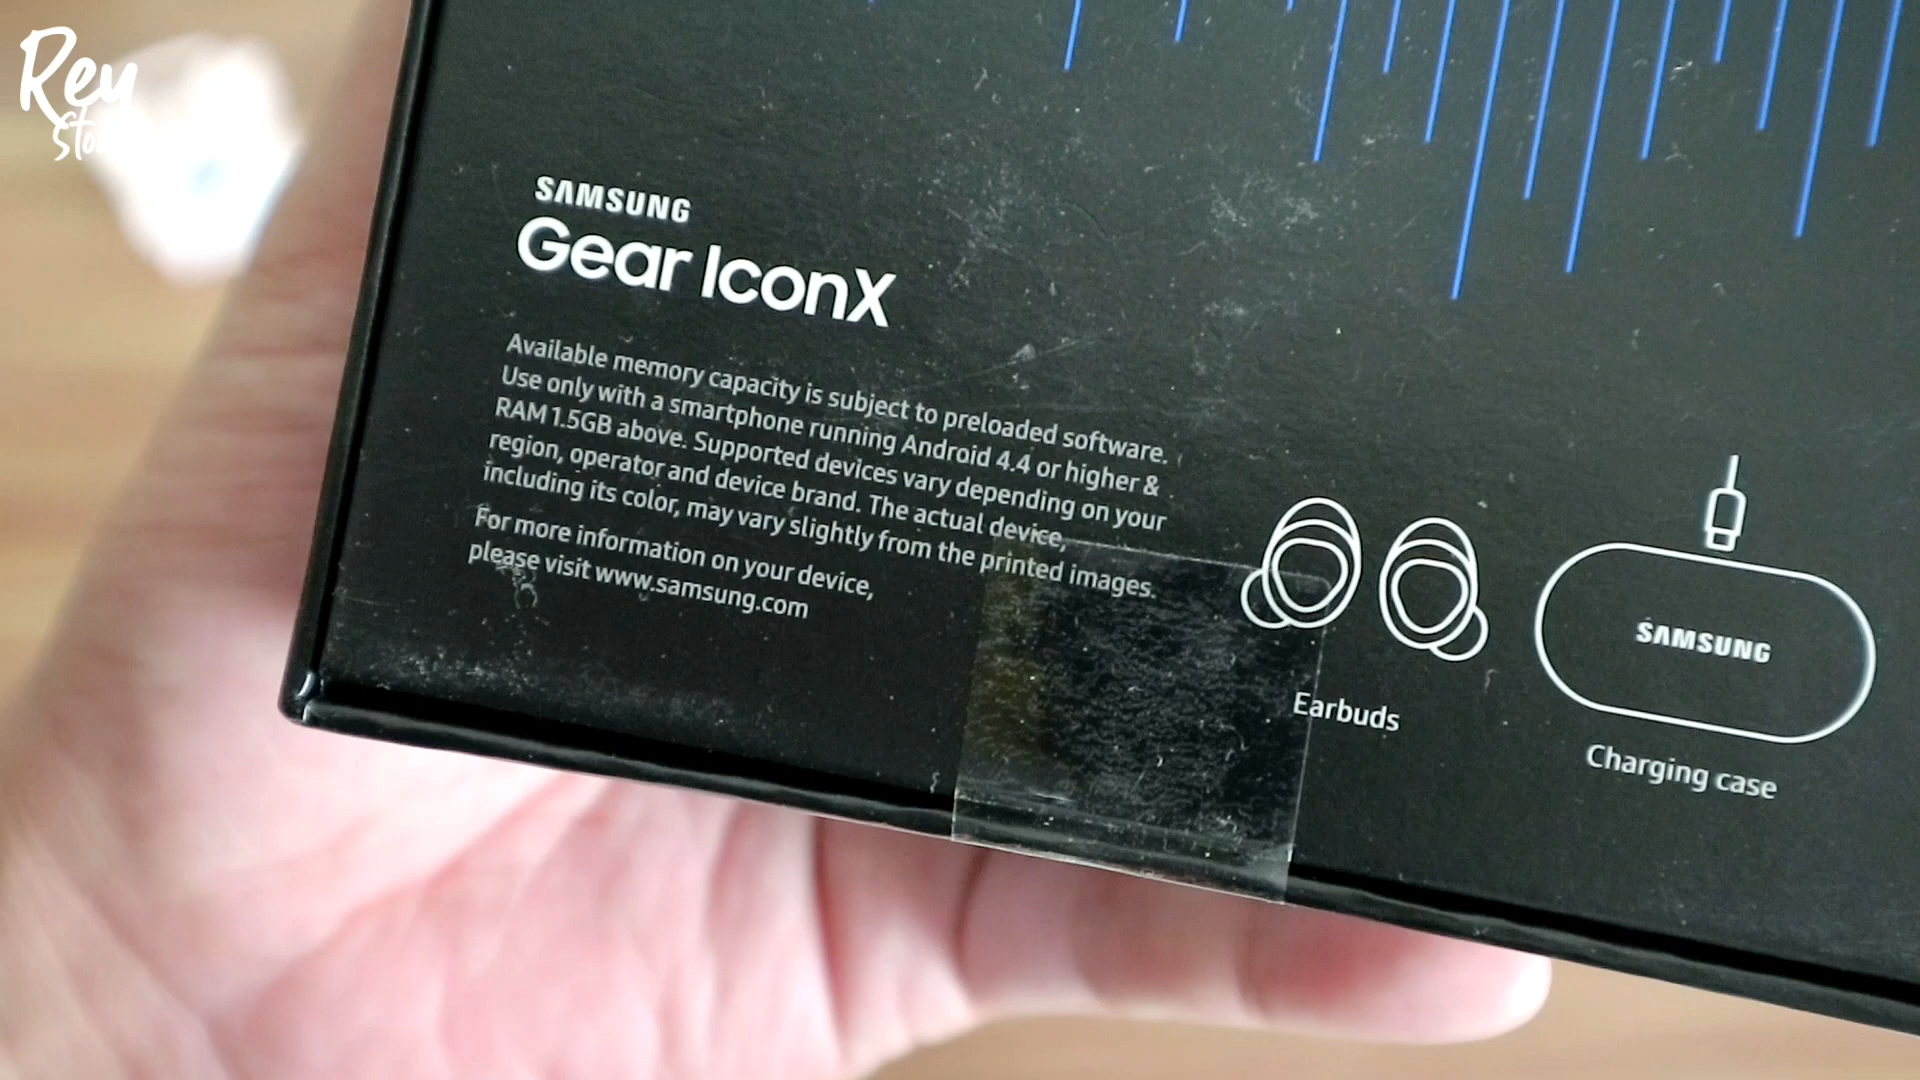 Rey
SAMSUNG
Gear IconX
Available memory capacity is subject to preloaded software.
Use only with a smartphone running Android 4.4 or higher &
RAM 1.5GB above. Supported devices vary depending on your
region, operator and device brand. The actual device,
including its color, may vary slightly from the printed images.
For more information on your device,
please visit www.samsung.com
SAMSUNG
Earbuds
Charging case